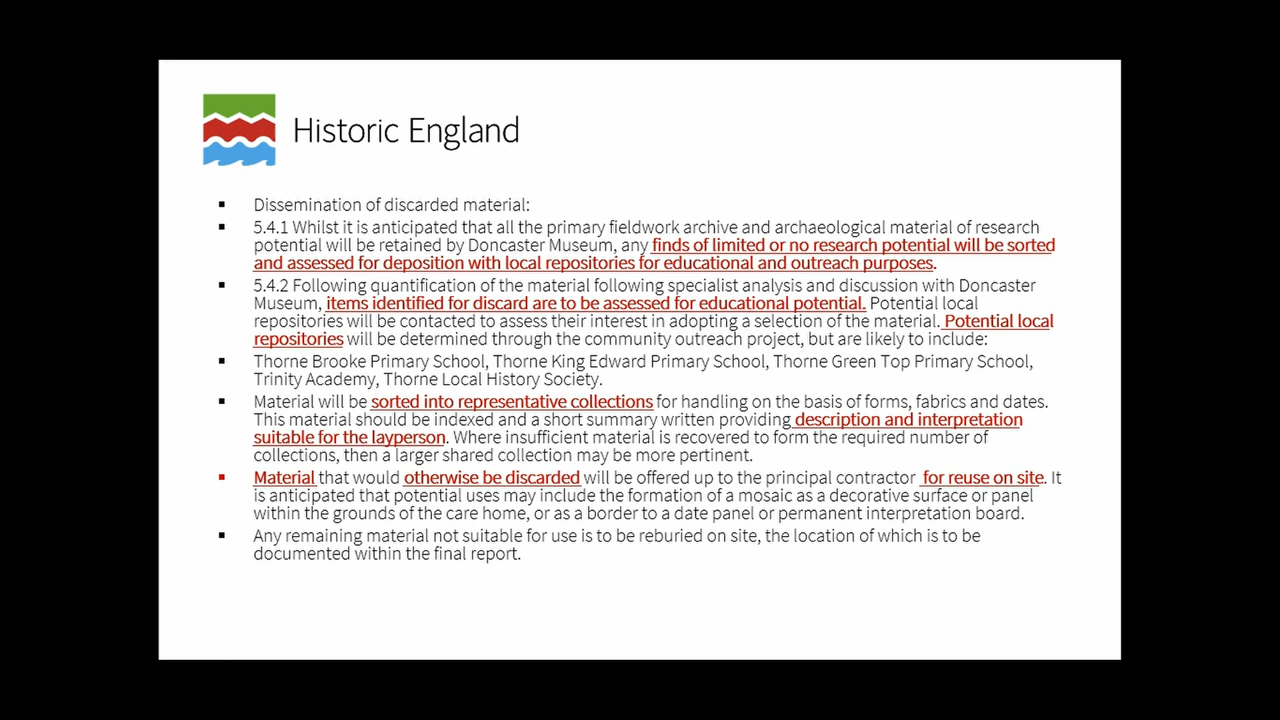 Historic England
▪ Dissemination of discarded material:
▪ 5.4.1 Whilst it is anticipated that all the primary fieldwork archive and archaeological material of research
potential will be retained by Doncaster Museum, any finds of limited or no research potential will be sorted
and assessed for deposition with local repositories for educational and outreach purposes.
▪ 5.4.2 Following quantification of the material following specialist analysis and discussion with Doncaster
Museum, items identified for discard are to be assessed for educational potential. Potential local
repositories will be contacted to assess their interest in adopting a selection of the material. Potential local
repositories will be determined through the community outreach project, but are likely to include:
▪ Thorne Brooke Primary School, Thorne King Edward Primary School, Thorne Green Top Primary School,
Trinity Academy, Thorne Local History Society.
▪ Material will be sorted into representative collections for handling on the basis of forms, fabrics and dates.
This material should be indexed and a short summary written providing description and interpretation
suitable for the layperson. Where insufficient material is recovered to form the required number of
collections, then a larger shared collection may be more pertinent.
▪ Material that would otherwise be discarded will be offered up to the principal contractor for reuse on site. It
is anticipated that potential uses may include the formation of a mosaic as a decorative surface or panel
within the grounds of the care home, or as a border to a date panel or permanent interpretation board.
▪ Any remaining material not suitable for use is to be reburied on site, the location of which is to be
documented within the final report.